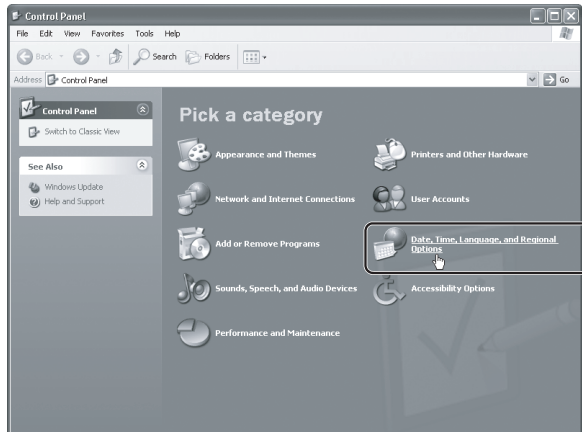 Control Panel
File Edit View Favorites Tools Help
Back Search Folders
Address Control Panel Go
Control Panel
Switch to Classic View
See Also
Windows Update
Help and Support
Pick a category
Appearance and Themes
Printers and Other Hardware
Network and Internet Connections
User Accounts
Add or Remove Programs
Date, Time, Language, and Regional
Options
Sounds, Speech, and Audio Devices
Accessibility Options
Performance and Maintenance